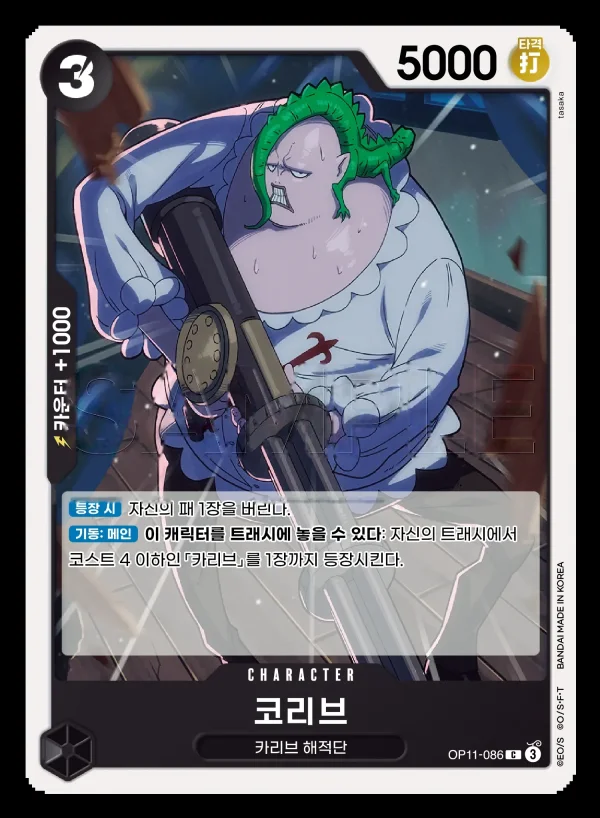 3
5000
타격
打
tasaka
⚡카운터 +1000
SAMPLE
등장 시 자신의 패 1장을 버린다.
기동: 메인 이 캐릭터를 트래시에 놓을 수 있다: 자신의 트래시에서
코스트 4 이하인 「카리브」를 1장까지 등장시킨다.
CHARACTER
코리브
카리브 해적단
OP11-086 C 3
©EO/S ©O/S·F·T BANDAI MADE IN KOREA